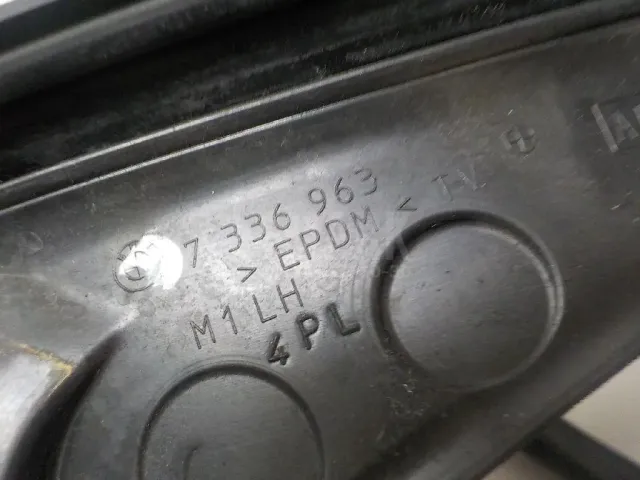 7 336 963
> EPDM <
M1 LH
4PL